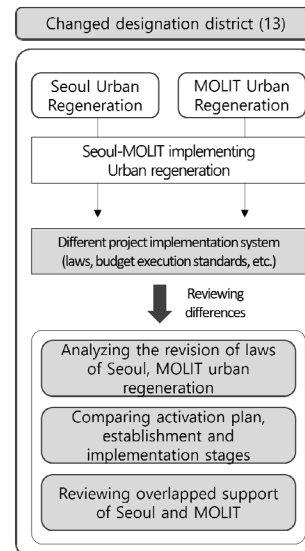 Changed designation district (13)
Seoul Urban
Regeneration
MOLIT Urban
Regeneration
Seoul-MOLIT implementing
Urban regeneration
Different project implementation system
(laws, budget execution standards, etc.)
Reviewing
differences
Analyzing the revision of laws
of Seoul, MOLIT urban
regeneration
Comparing activation plan,
establishment and
implementation stages
Reviewing overlapped support
of Seoul and MOLIT